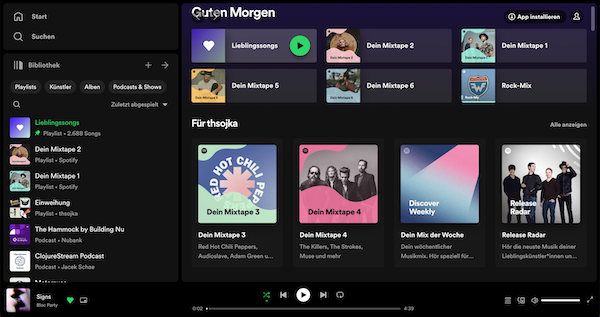 Start
Suchen
Bibliothek
Playlists
Künstler
Alben
Podcasts & Shows
Zuletzt abgespielt
Lieblingssongs
Playlist • 2.688 Songs
Dein Mixtape 2
Playlist • Spotify
Dein Mixtape 1
Playlist • Spotify
Einweihung
Playlist • thsojka
The Hammock by Building Nu
Podcast • Nubank
ClojureStream Podcast
Podcast • Jacek Schae
Guten Morgen
App installieren
Lieblingssongs
Dein Mixtape 2
Dein Mixtape 1
Dein Mixtape 5
Dein Mixtape 6
Rock-Mix
Für thsojka
Alle anzeigen
RED HOT CHILI PEP
Dein Mixtape 3
Dein Mixtape 4
Discover
Weekly
Release
Radar
Dein Mixtape 3
Red Hot Chili Peppers,
Audioslave, Adam Green u...
Dein Mixtape 4
The Killers, The Strokes,
Muse und mehr
Dein Mix der Woche
Dein wöchentlicher
Musikmix. Hör speziell für...
Release Radar
Hör die neuste Musik deiner
Lieblingskünstler*innen un...
Signs
Bloc Party
0:02
4:39